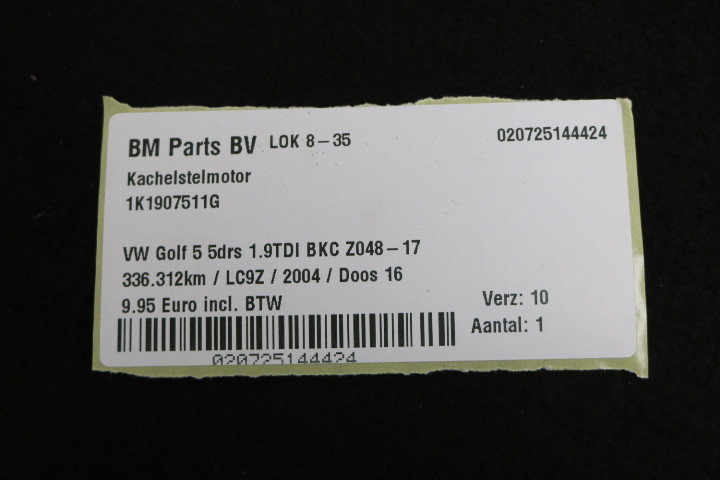 BM Parts BV LOK 8-35 020725144424
Kachelstelmotor
1K1907511G
VW Golf 5 5drs 1.9TDI BKC Z048-17
336.312km / LC9Z / 2004 / Doos 16
9.95 Euro incl. BTW
Verz: 10
Aantal: 1
020725144424